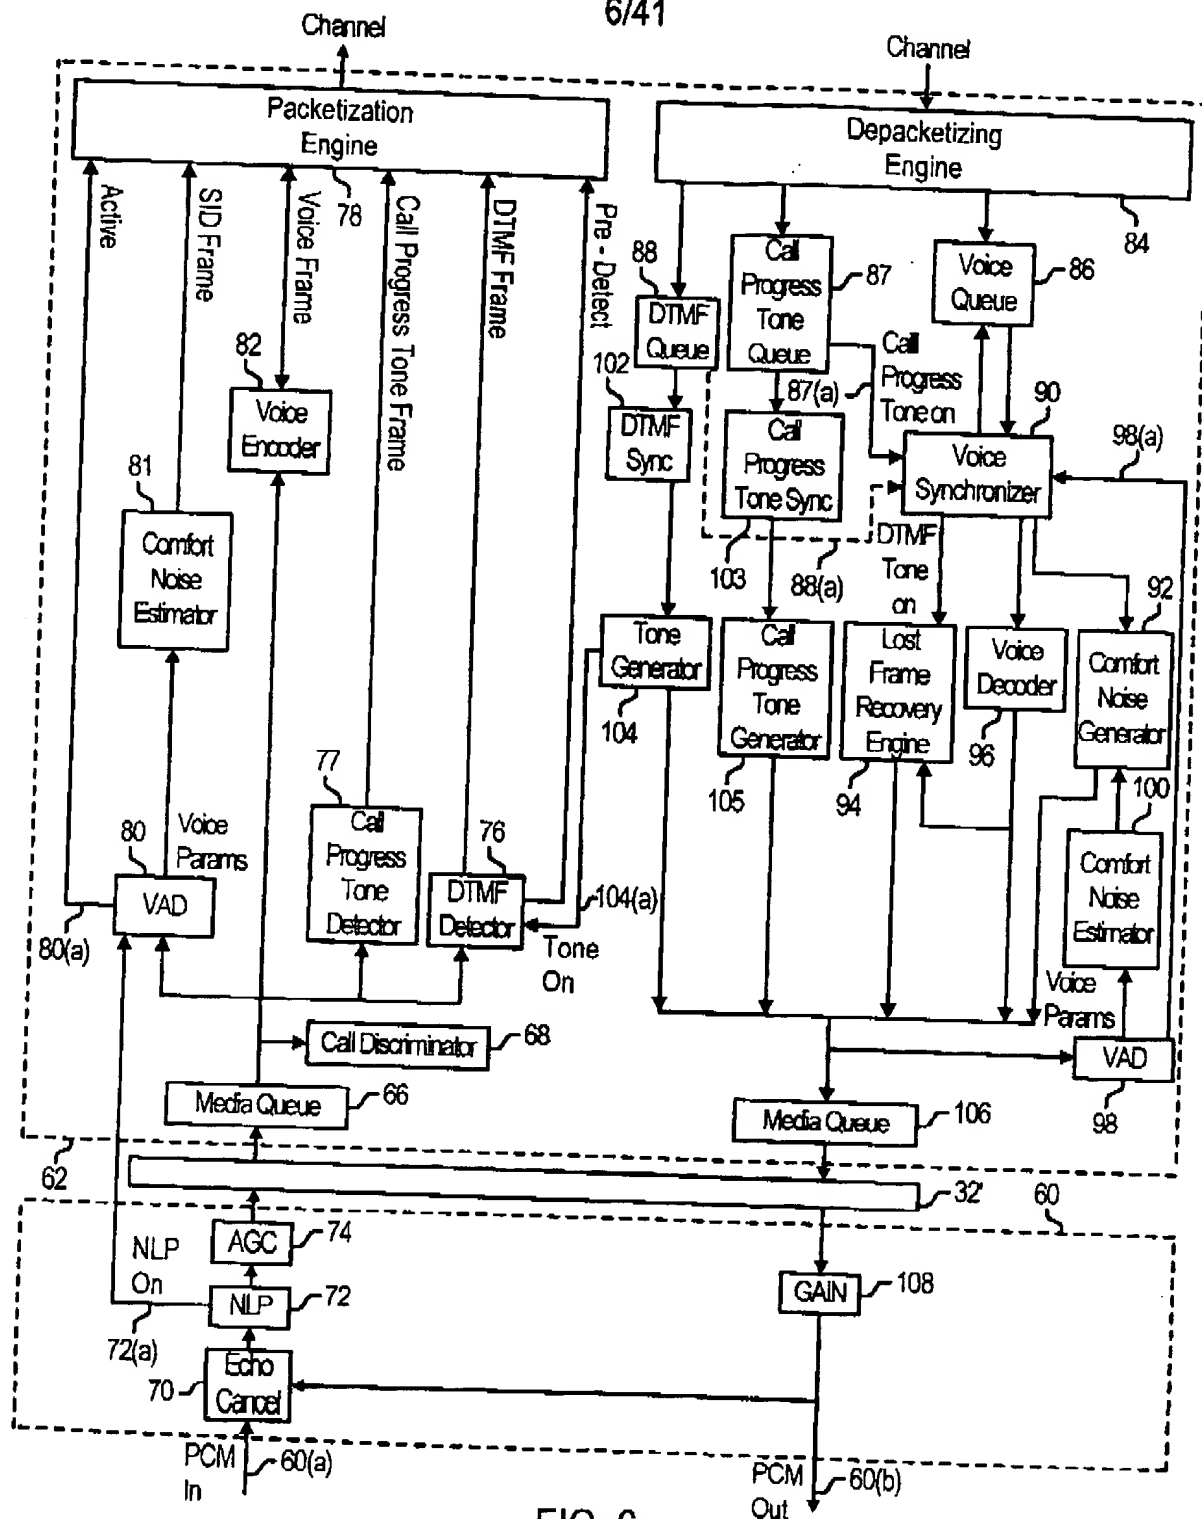 6/41
Channel
Channel
Packetization
Engine
Depacketizing
Engine
78
84
Active
SID Frame
Voice Frame
Call Progress Tone Frame
DTMF Frame
Pre - Detect
88
DTMF
Queue
Call
Progress
Tone
Queue
87
Voice
Queue
86
82
Voice
Encoder
102
DTMF
Sync
87(a)
Call
Progress
Tone on
90
98(a)
Call
Progress
Tone Sync
Voice
Synchronizer
81
Comfort
Noise
Estimator
103
88(a)
DTMF
Tone
on
92
Tone
Generator
104
Call
Progress
Tone
Generator
105
Lost
Frame
Recovery
Engine
94
Voice
Decoder
96
Comfort
Noise
Generator
100
77
Call
Progress
Tone
Detector
80
Voice
Params
VAD
80(a)
76
DTMF
Detector
104(a)
Tone
On
Comfort
Noise
Estimator
Voice
Params
VAD
98
Call Discriminator
68
Media Queue
66
Media Queue
106
62
32'
60
NLP
On
AGC
74
NLP
72
72(a)
GAIN
108
70
Echo
Cancel
PCM
In
60(a)
PCM
Out
60(b)
FIG. 6